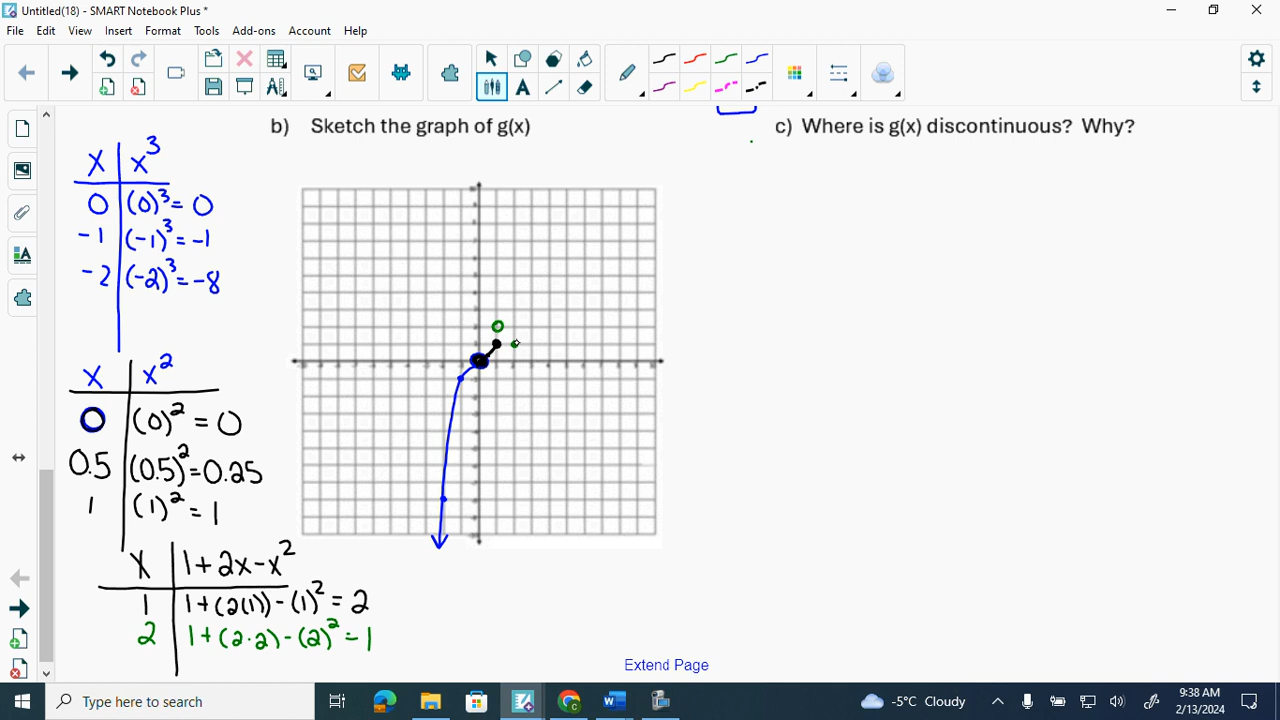 Untitled(18) - SMART Notebook Plus *
File Edit View Insert Format Tools Add-ons Account Help
b) Sketch the graph of g(x)
c) Where is g(x) discontinuous? Why?
x x³
0 (0)³ = 0
-1 (-1)³ = -1
-2 (-2)³ = -8
x x²
0 (0)² = 0
0.5 (0.5)² = 0.25
1 (1)² = 1
x 1+2x-x²
1 1+(2(1))-(1)² = 2
2 1+(2·2)-(2)² = 1
Extend Page
Type here to search
-5°C Cloudy
9:38 AM
2/13/2024